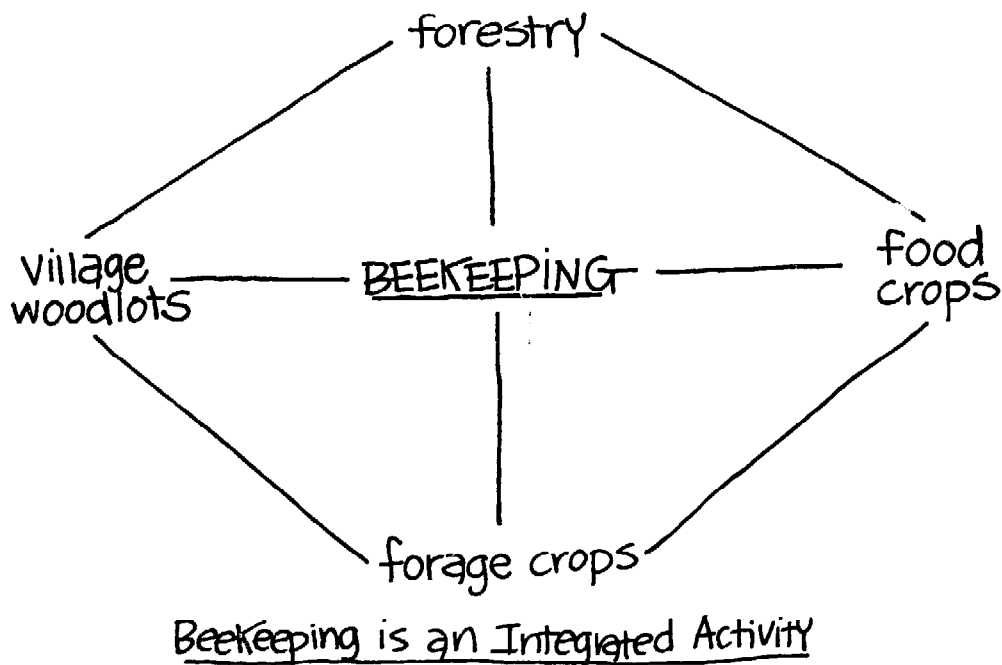 forestry
village
woodlots
BEEKEEPING
food
crops
forage crops
Beekeeping is an Integrated Activity